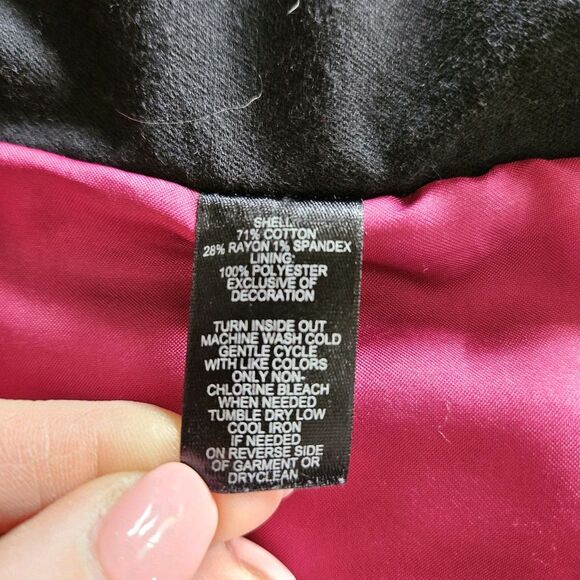 SHELL:
71% COTTON
28% RAYON 1% SPANDEX
LINING:
100% POLYESTER
EXCLUSIVE OF
DECORATION
TURN INSIDE OUT
MACHINE WASH COLD
GENTLE CYCLE
WITH LIKE COLORS
ONLY NON-
CHLORINE BLEACH
WHEN NEEDED
TUMBLE DRY LOW
COOL IRON
IF NEEDED
ON REVERSE SIDE
OF GARMENT OR
DRYCLEAN